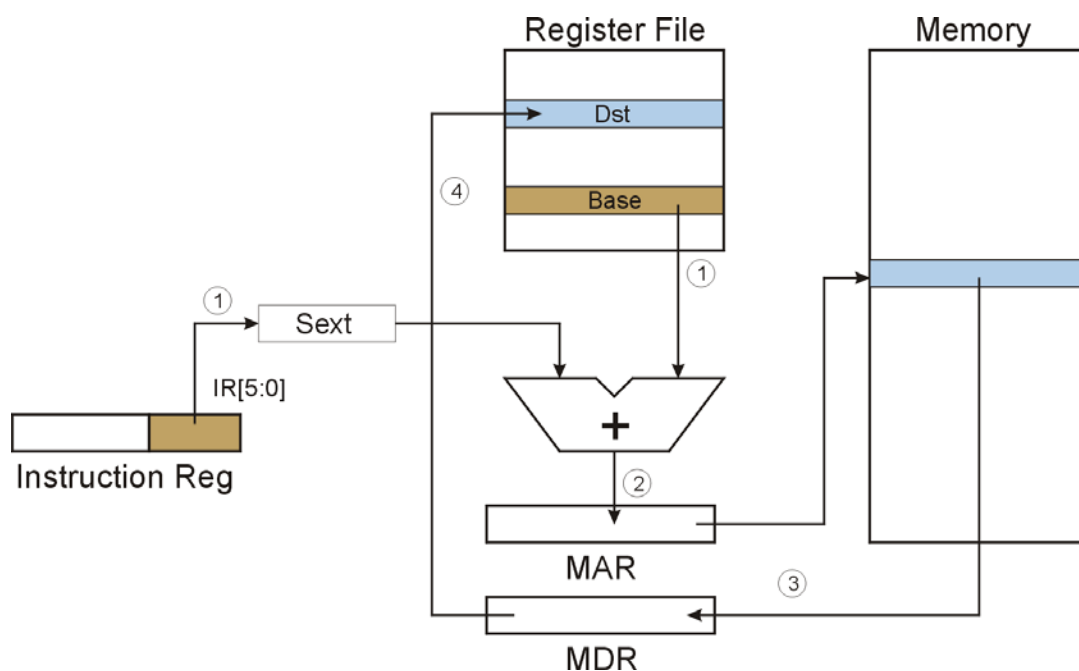 Register File
Memory
Dst
4
Base
1
1
Sext
IR[5:0]
+
Instruction Reg
2
MAR
3
MDR